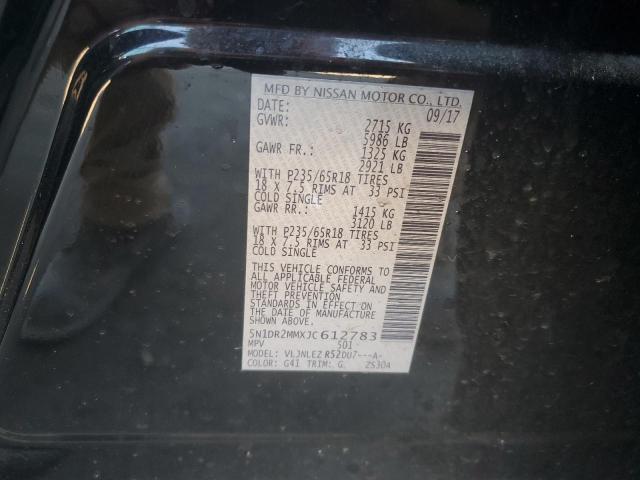 MFD BY NISSAN MOTOR CO., LTD.
DATE: 09/17
GVWR: 2715 KG
5986 LB
GAWR FR.: 1325 KG
2921 LB
WITH P235/65R18 TIRES
18 X 7.5 RIMS AT 33 PSI
COLD SINGLE
GAWR RR.: 1415 KG
3120 LB
WITH P235/65R18 TIRES
18 X 7.5 RIMS AT 33 PSI
COLD SINGLE
THIS VEHICLE CONFORMS TO
ALL APPLICABLE FEDERAL
MOTOR VEHICLE SAFETY AND
THEFT PREVENTION
STANDARDS IN EFFECT ON
THE DATE OF MANUFACTURE
SHOWN ABOVE.
5N1DR2MMXJC612783
MPV 501
MODEL: VLJNLEZ R52DU7---A-
COLOR: G41 TRIM: G. ZS304